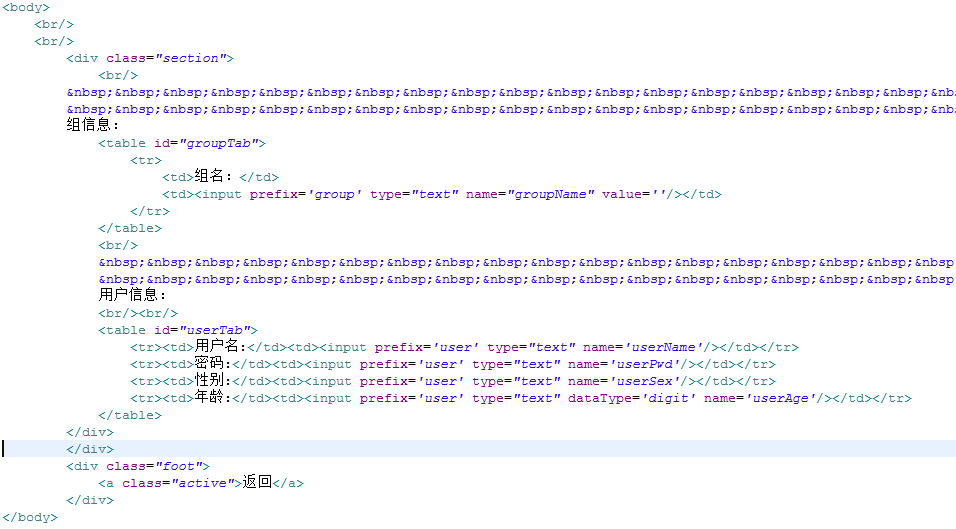 <body>
<br/>
<br/>
<div class="section">
<br/>
&nbsp;&nbsp;&nbsp;&nbsp;&nbsp;&nbsp;&nbsp;&nbsp;&nbsp;&nbsp;&nbsp;&nbsp;&nbsp;&nbsp;&nbsp;&nbsp;&nbsp;&nbsp;&nb
&nbsp;&nbsp;&nbsp;&nbsp;&nbsp;&nbsp;&nbsp;&nbsp;&nbsp;&nbsp;&nbsp;&nbsp;&nbsp;&nbsp;&nbsp;&nbsp;&nbsp;&nbsp;&nb
组信息：
<table id="groupTab">
<tr>
<td>组名：</td>
<td><input prefix='group' type="text" name="groupName" value=''/></td>
</tr>
</table>
<br/>
&nbsp;&nbsp;&nbsp;&nbsp;&nbsp;&nbsp;&nbsp;&nbsp;&nbsp;&nbsp;&nbsp;&nbsp;&nbsp;&nbsp;&nbsp;&nbsp;&nbsp;&nbsp
&nbsp;&nbsp;&nbsp;&nbsp;&nbsp;&nbsp;&nbsp;&nbsp;&nbsp;&nbsp;&nbsp;&nbsp;&nbsp;&nbsp;&nbsp;&nbsp;&nbsp;&nbsp
用户信息：
<br/><br/>
<table id="userTab">
<tr><td>用户名:</td><td><input prefix='user' type="text" name='userName'/></td></tr>
<tr><td>密码:</td><td><input prefix='user' type="text" name='userPwd'/></td></tr>
<tr><td>性别:</td><td><input prefix='user' type="text" name='userSex'/></td></tr>
<tr><td>年龄:</td><td><input prefix='user' type="text" dataType='digit' name='userAge'/></td></tr>
</table>
</div>
</div>
<div class="foot">
<a class="active">返回</a>
</div>
</body>